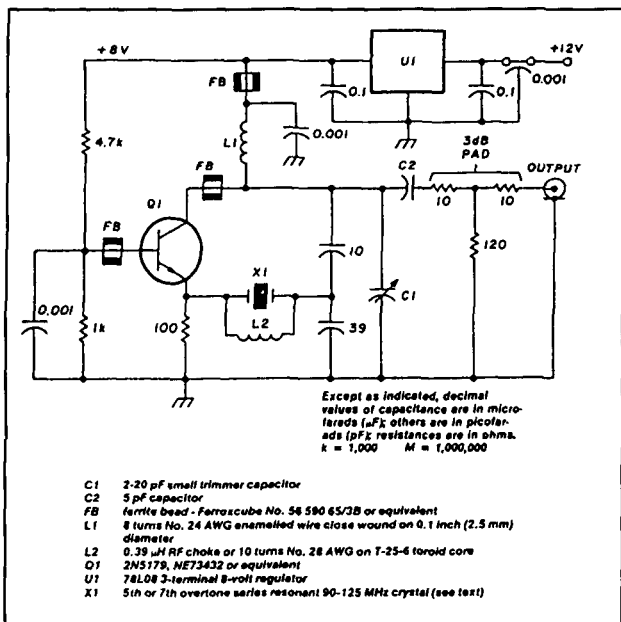 +8V
U1
+12V
FB
0.1
0.1
0.001
4.7k
L1
0.001
3dB
PAD
C2
OUTPUT
FB
10
10
Q1
FB
X1
10
120
C1
0.001
1k
100
L2
39
Except as indicated, decimal
values of capacitance are in micro-
farads (µF); others are in picofar-
ads (pF); resistances are in ohms.
k = 1,000 M = 1,000,000
C1 2-20 pF small trimmer capacitor
C2 5 pF capacitor
FB ferrite bead - Ferroxcube No. 56 590 65/3B or equivalent
L1 8 turns No. 24 AWG enamelled wire close wound on 0.1 inch (2.5 mm)
diameter
L2 0.39 µH RF choke or 10 turns No. 28 AWG on T-25-6 toroid core
Q1 2N5179, NE73432 or equivalent
U1 78L08 3-terminal 8-volt regulator
X1 5th or 7th overtone series resonant 90-125 MHz crystal (see text)